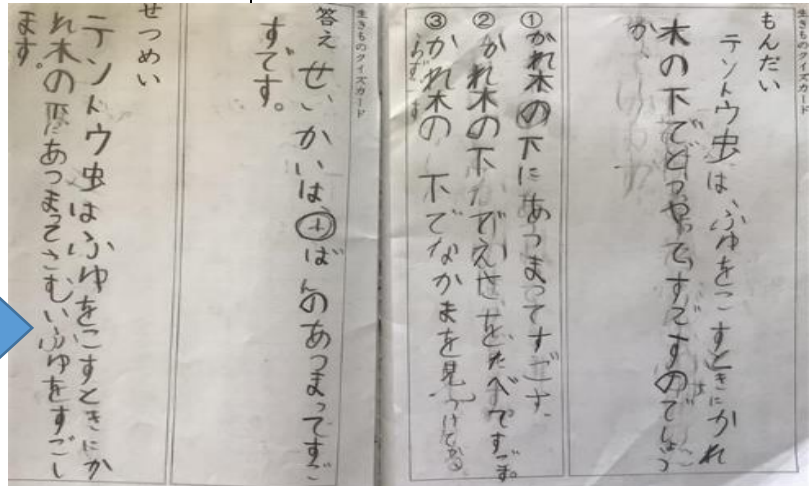 生きものクイズカード
もんだい
テントウ虫は、ふゆをこすときにかれ
木の下でどうやってすごすのでしょう
か。
①かれ木の下にあつまってすごす。
②かれ木の下でえさをたべてすごす。
③かれ木の下でなかまを見つけて
生きものクイズカード
答え
せいかいは①ばんのあつまってすご
すです。
せつめい
テントウ虫はふゆをこすときにか
れ木の下であつまってさむいふゆをすごし
ます。